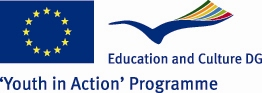 Education and Culture DG
‘Youth in Action’ Programme